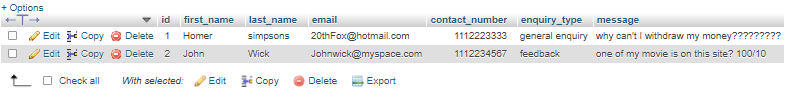 + Options
←T→ id first_name last_name email contact_number enquiry_type message
Edit Copy Delete 1 Homer simpsons 20thFox@hotmail.com 1112223333 general enquiry why can't I withdraw my money?????????
Edit Copy Delete 2 John Wick Johnwick@myspace.com 1112234567 feedback one of my movie is on this site? 100/10
Check all With selected: Edit Copy Delete Export